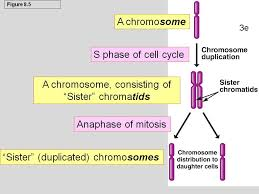 Figure 8.5
A chromosome
3e
S phase of cell cycle
Chromosome
duplication
A chromosome, consisting of
"Sister" chromatids
Sister
chromatids
Anaphase of mitosis
"Sister" (duplicated) chromosomes
Chromosome
distribution to
daughter cells